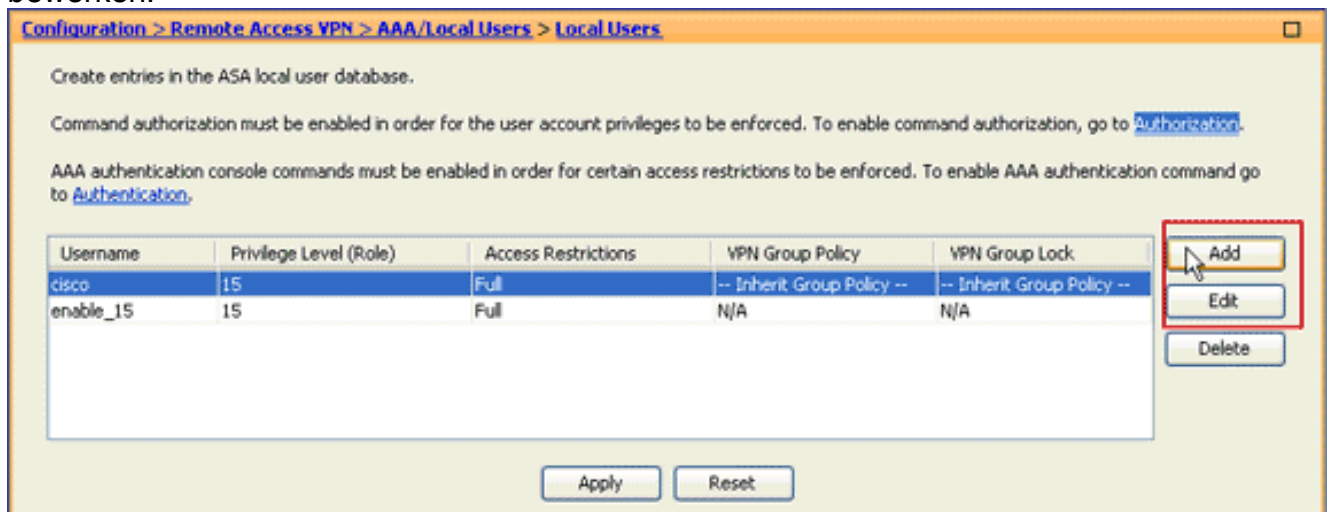 bewerken.
Configuration > Remote Access VPN > AAA/Local Users > Local Users
Create entries in the ASA local user database.
Command authorization must be enabled in order for the user account privileges to be enforced. To enable command authorization, go to Authorization.
AAA authentication console commands must be enabled in order for certain access restrictions to be enforced. To enable AAA authentication command go
to Authentication.
Username Privilege Level (Role) Access Restrictions VPN Group Policy VPN Group Lock
cisco 15 Full -- Inherit Group Policy -- -- Inherit Group Policy --
enable_15 15 Full N/A N/A
Add
Edit
Delete
Apply Reset